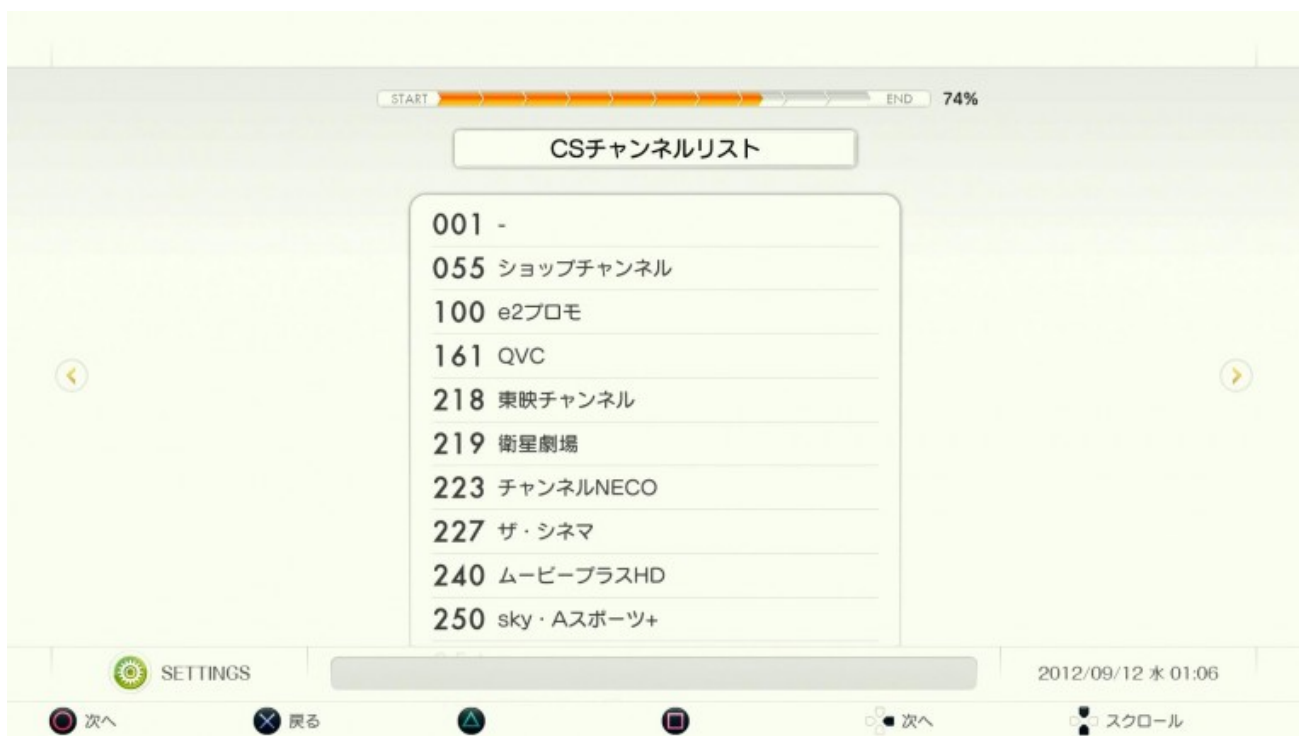 START END 74%
CSチャンネルリスト
001 -
055 ショップチャンネル
100 e2プロモ
161 QVC
218 東映チャンネル
219 衛星劇場
223 チャンネルNECO
227 ザ・シネマ
240 ムービープラスHD
250 sky・Aスポーツ+
SETTINGS 2012/09/12 水 01:06
次へ 戻る 次へ スクロール